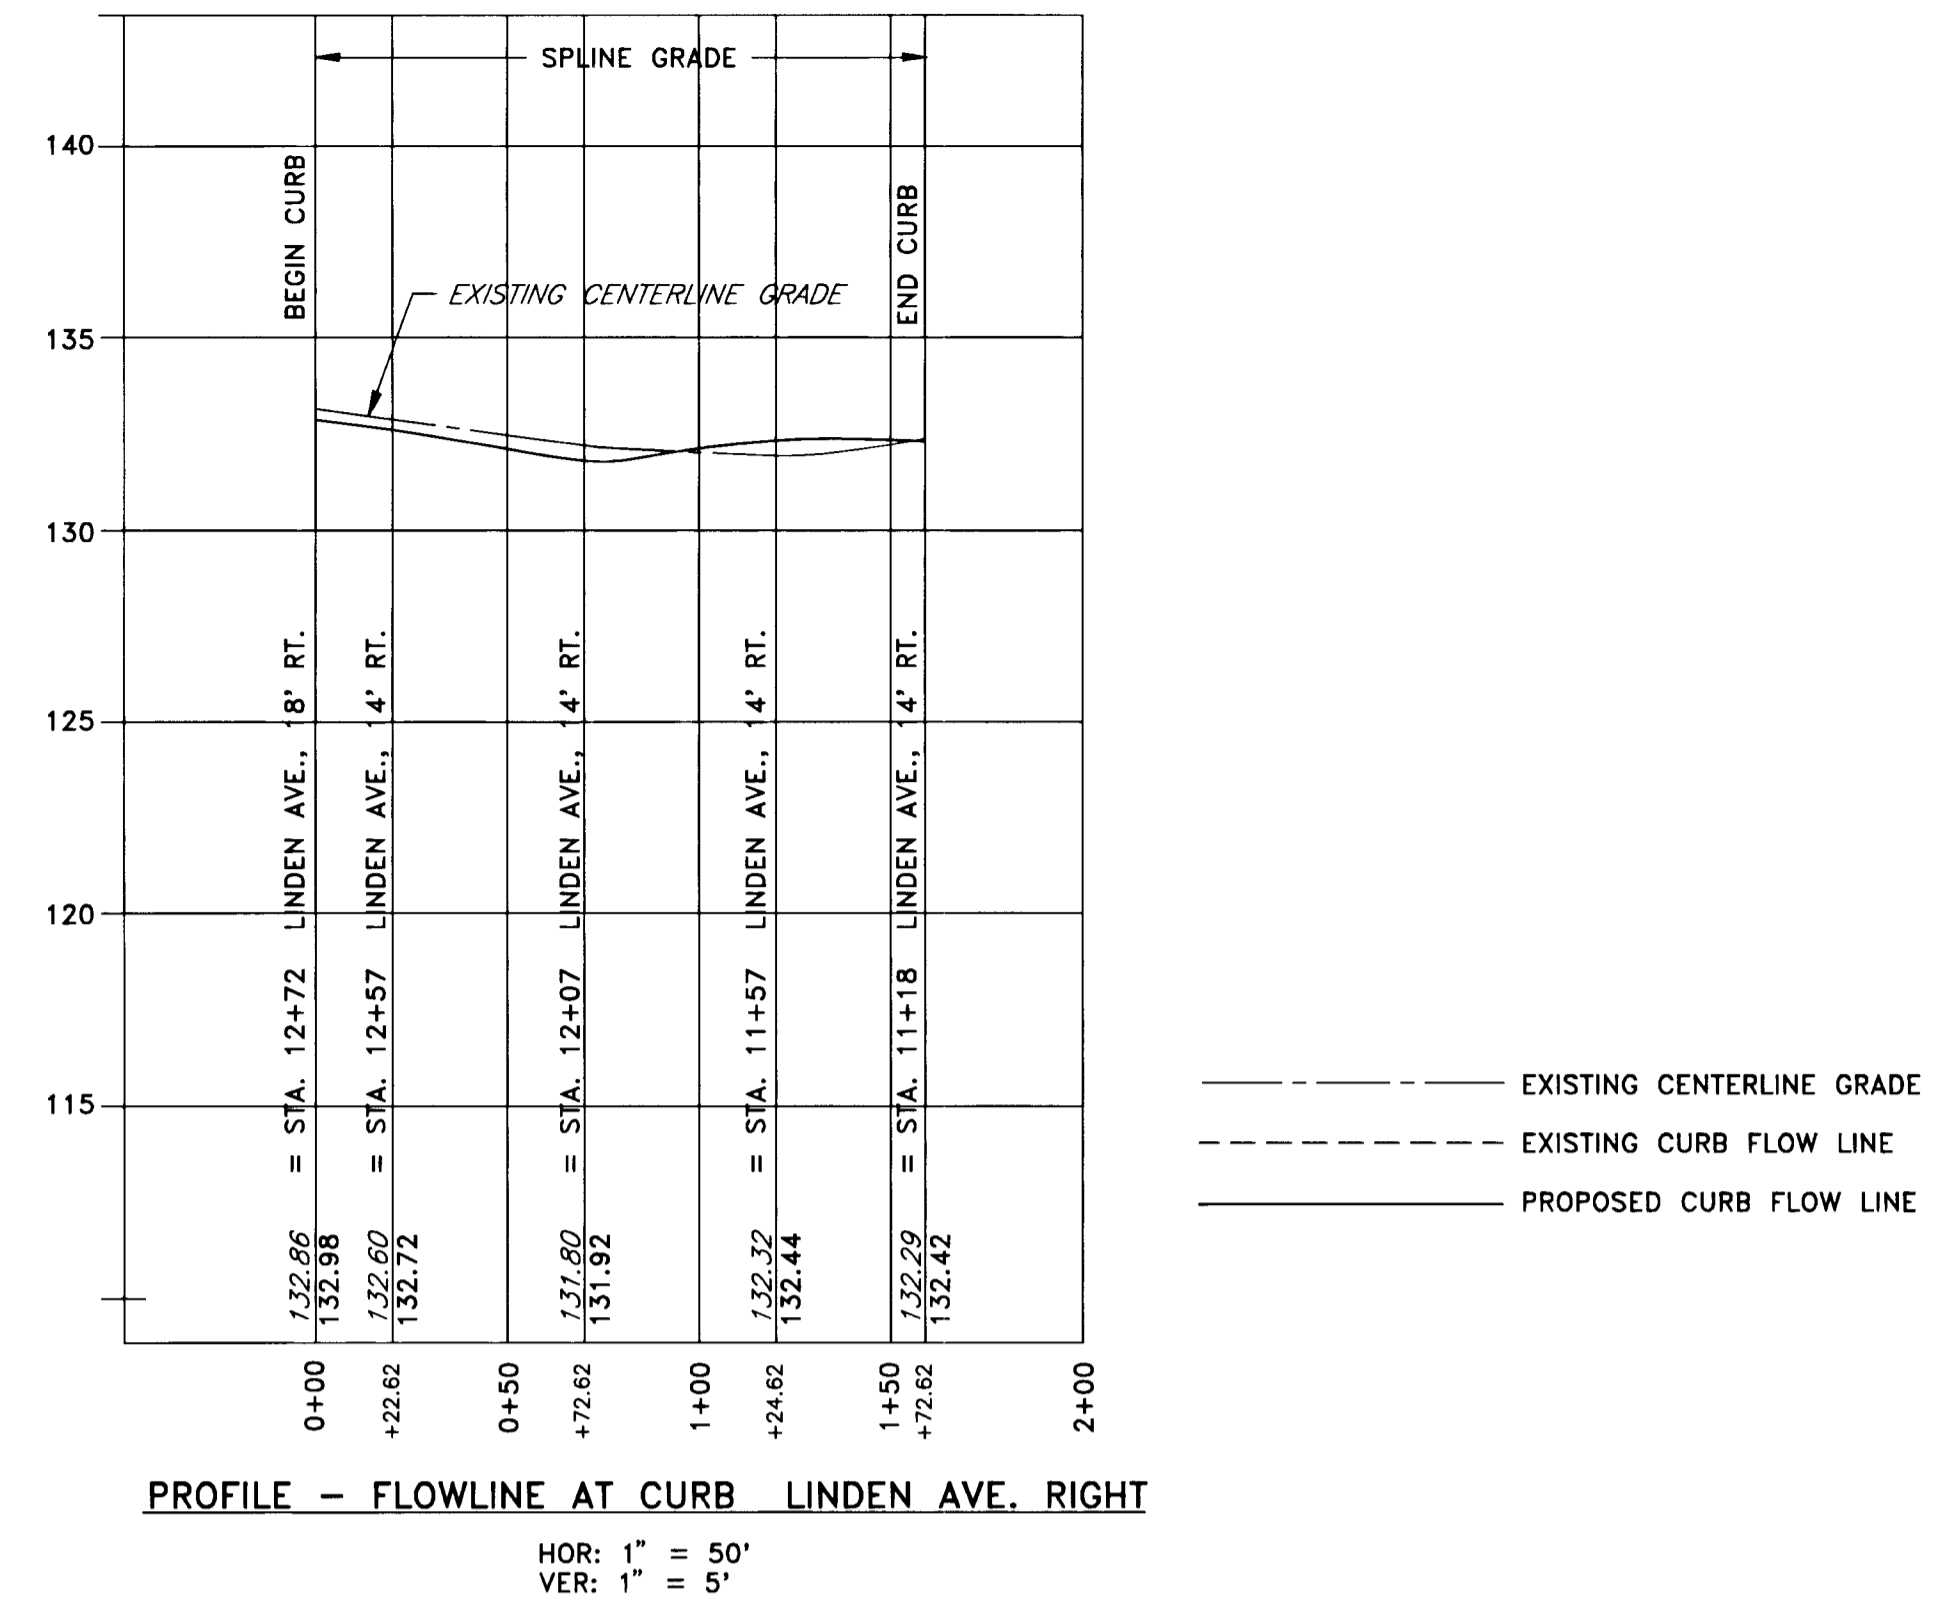 SPLINE GRADE
140
BEGIN CURB
END CURB
EXISTING CENTERLINE GRADE
135
130
125
120
115
= STA. 12+72 LINDEN AVE., 18' RT.
= STA. 12+57 LINDEN AVE., 14' RT.
= STA. 12+07 LINDEN AVE., 14' RT.
= STA. 11+57 LINDEN AVE., 14' RT.
= STA. 11+18 LINDEN AVE., 14' RT.
132.86
132.98
132.60
132.72
131.80
131.92
132.32
132.44
132.29
132.42
0+00
+22.62
0+50
+72.62
1+00
+24.62
1+50
+72.62
2+00
EXISTING CENTERLINE GRADE
EXISTING CURB FLOW LINE
PROPOSED CURB FLOW LINE
PROFILE - FLOWLINE AT CURB LINDEN AVE. RIGHT
HOR: 1" = 50'
VER: 1" = 5'